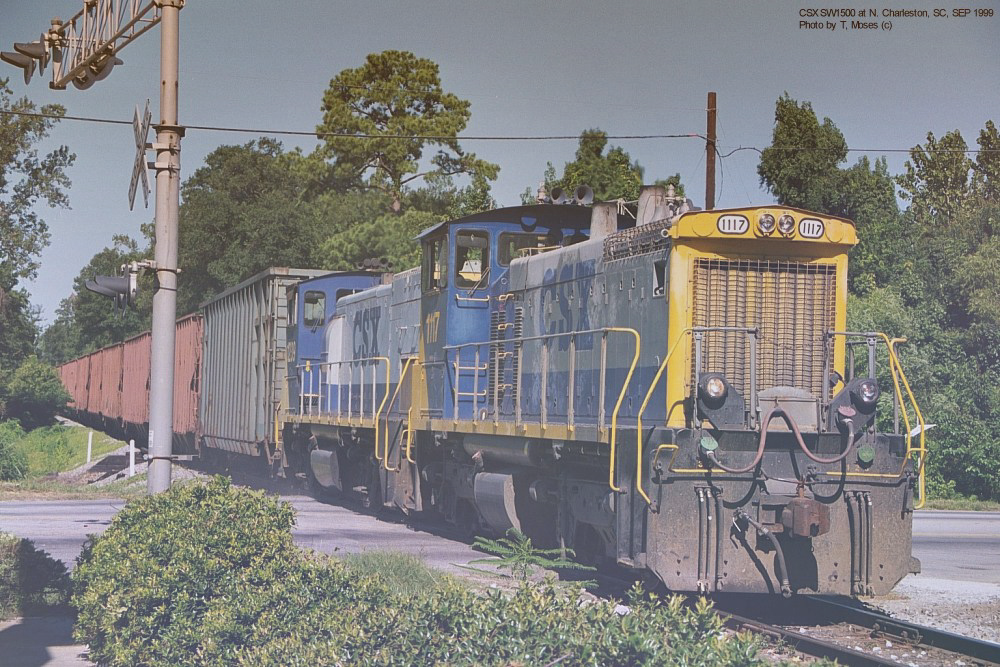 CSX SW1500 at N. Charleston, SC, SEP 1999
Photo by T, Moses (c)
1117
1117
CSX
1117
CSX